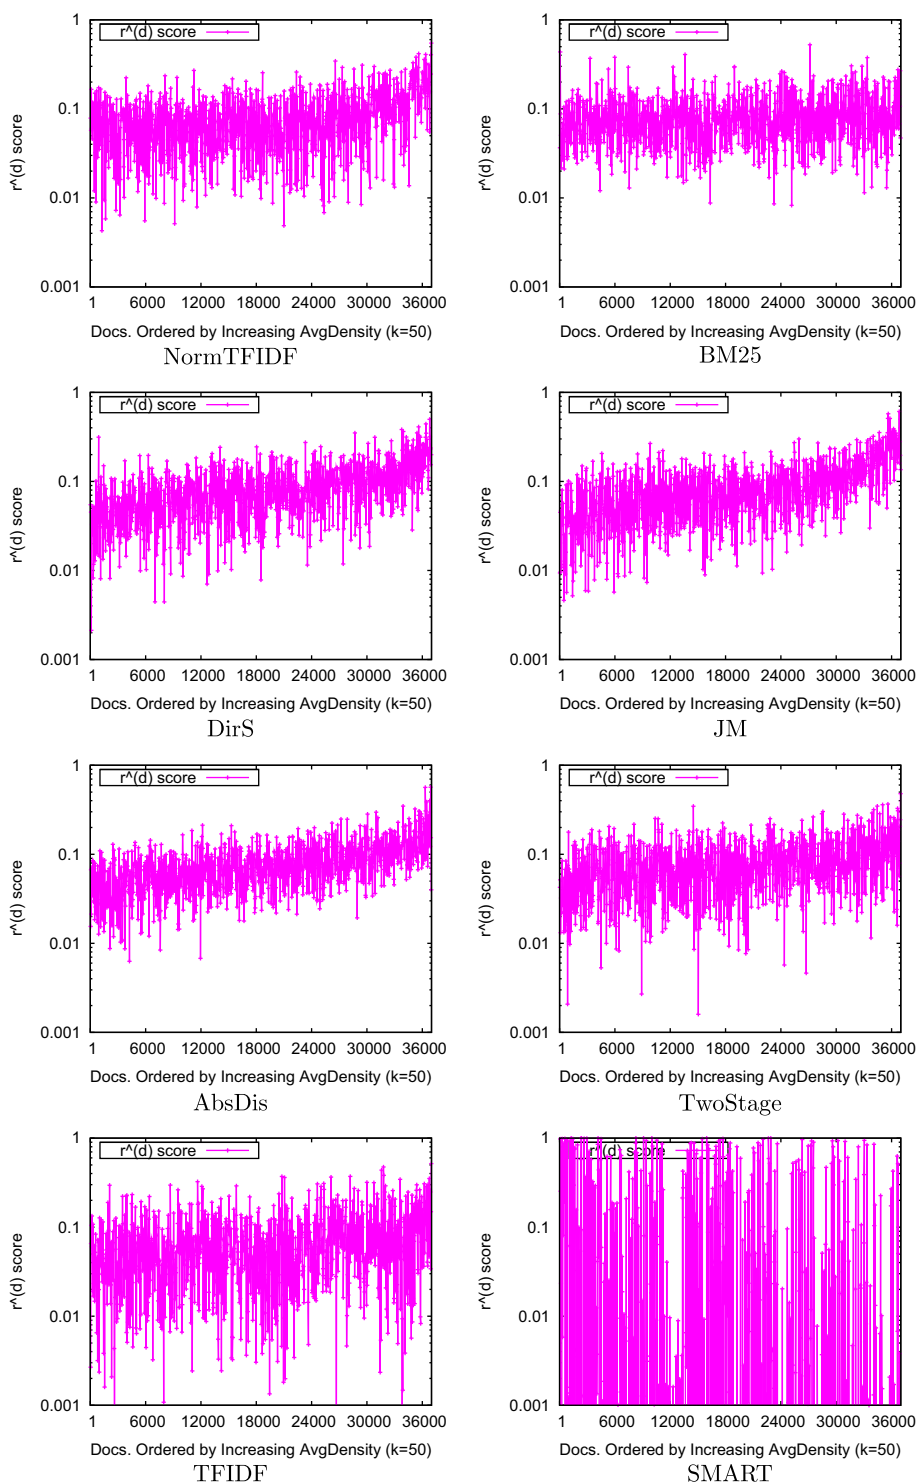 r^(d) score
1
0.1
0.01
0.001
r^(d) score
1 6000 12000 18000 24000 30000 36000
Docs. Ordered by Increasing AvgDensity (k=50)
NormTFIDF
r^(d) score
1
0.1
0.01
0.001
r^(d) score
1 6000 12000 18000 24000 30000 36000
Docs. Ordered by Increasing AvgDensity (k=50)
BM25
r^(d) score
1
0.1
0.01
0.001
r^(d) score
1 6000 12000 18000 24000 30000 36000
Docs. Ordered by Increasing AvgDensity (k=50)
DirS
r^(d) score
1
0.1
0.01
0.001
r^(d) score
1 6000 12000 18000 24000 30000 36000
Docs. Ordered by Increasing AvgDensity (k=50)
JM
r^(d) score
1
0.1
0.01
0.001
r^(d) score
1 6000 12000 18000 24000 30000 36000
Docs. Ordered by Increasing AvgDensity (k=50)
AbsDis
r^(d) score
1
0.1
0.01
0.001
r^(d) score
1 6000 12000 18000 24000 30000 36000
Docs. Ordered by Increasing AvgDensity (k=50)
TwoStage
r^(d) score
1
0.1
0.01
0.001
r^(d) score
1 6000 12000 18000 24000 30000 36000
Docs. Ordered by Increasing AvgDensity (k=50)
TFIDF
r^(d) score
1
0.1
0.01
0.001
r^(d) score
1 6000 12000 18000 24000 30000 36000
Docs. Ordered by Increasing AvgDensity (k=50)
SMART